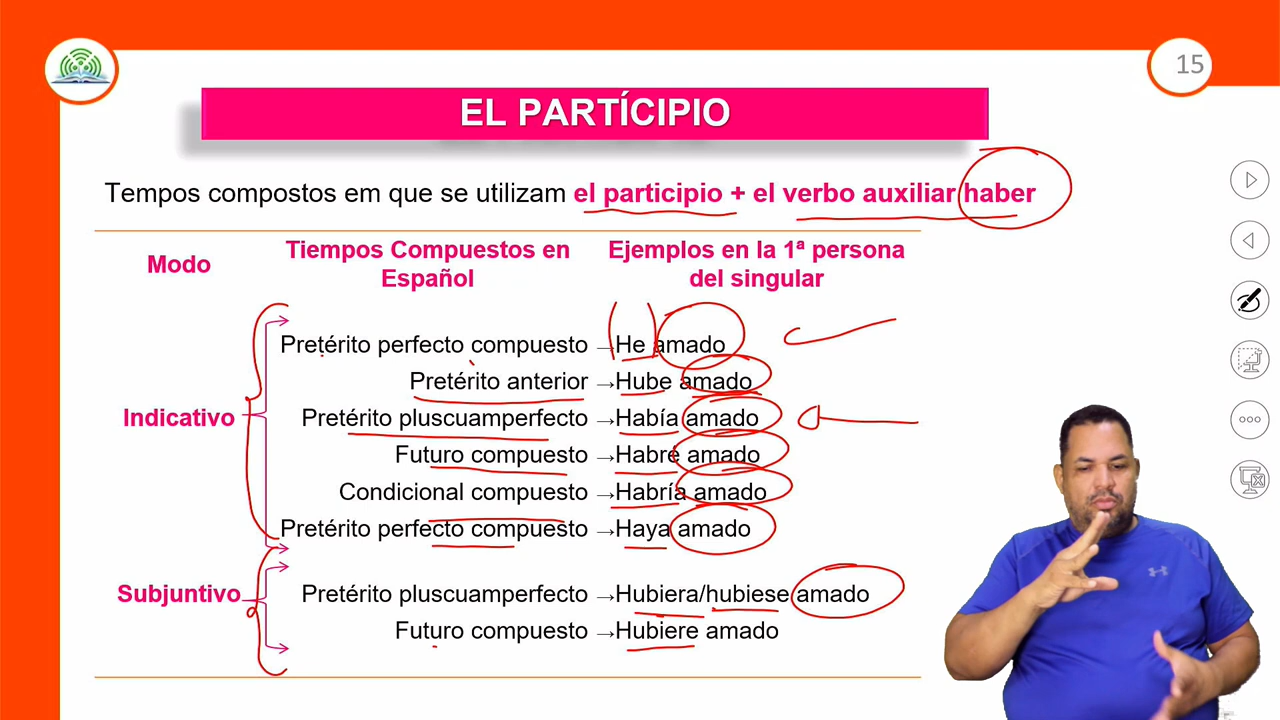 15
EL PARTÍCIPIO
Tempos compostos em que se utilizam el participio + el verbo auxiliar haber
Modo
Tiempos Compuestos en Español
Ejemplos en la 1ª persona del singular
Indicativo
Pretérito perfecto compuesto →He amado
Pretérito anterior →Hube amado
Pretérito pluscuamperfecto →Había amado
Futuro compuesto →Habré amado
Condicional compuesto →Habría amado
Pretérito perfecto compuesto →Haya amado
Subjuntivo
Pretérito pluscuamperfecto →Hubiera/hubiese amado
Futuro compuesto →Hubiere amado